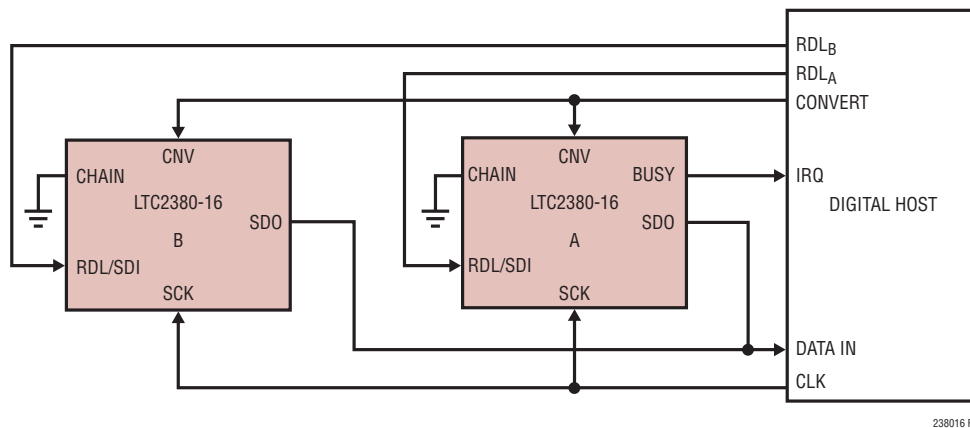 RDLB
RDLA
CONVERT
CNV
CHAIN
LTC2380-16
SDO
B
RDL/SDI
SCK
CNV
CHAIN
BUSY
LTC2380-16
SDO
A
RDL/SDI
SCK
IRQ
DIGITAL HOST
DATA IN
CLK
238016 F